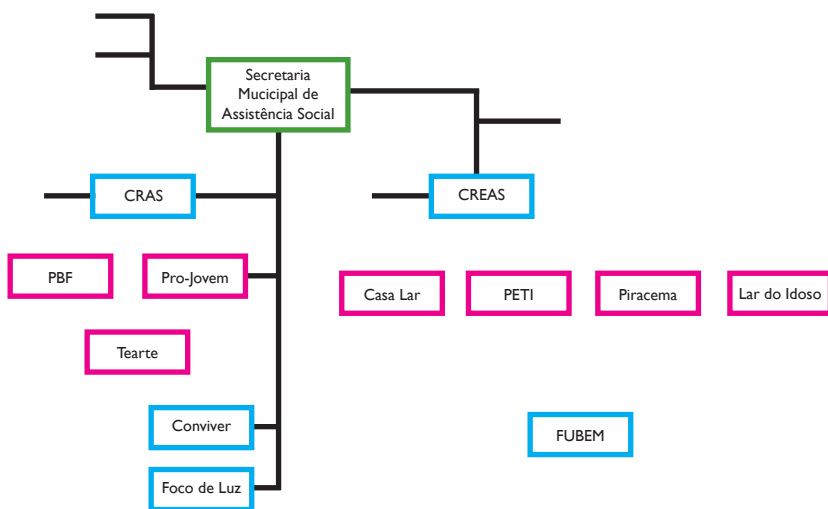 Secretaria
Mucicipal de
Assistência Social
CRAS
CREAS
PBF
Pro-Jovem
Casa Lar
PETI
Piracema
Lar do Idoso
Tearte
Conviver
FUBEM
Foco de Luz